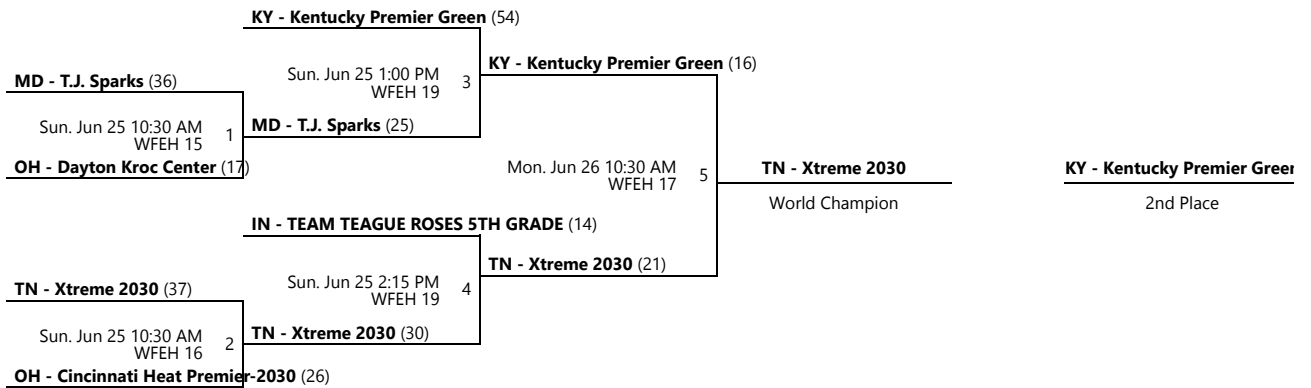 KY - Kentucky Premier Green (54)
KY - Kentucky Premier Green (16)
Sun. Jun 25 1:00 PM
WFEH 19
3
MD - T.J. Sparks (36)
Sun. Jun 25 10:30 AM
WFEH 15
1
MD - T.J. Sparks (25)
OH - Dayton Kroc Center (17)
Mon. Jun 26 10:30 AM
WFEH 17
5
TN - Xtreme 2030
World Champion
KY - Kentucky Premier Green
2nd Place
IN - TEAM TEAGUE ROSES 5TH GRADE (14)
TN - Xtreme 2030 (21)
Sun. Jun 25 2:15 PM
WFEH 19
4
TN - Xtreme 2030 (37)
Sun. Jun 25 10:30 AM
WFEH 16
2
TN - Xtreme 2030 (30)
OH - Cincinnati Heat Premier-2030 (26)